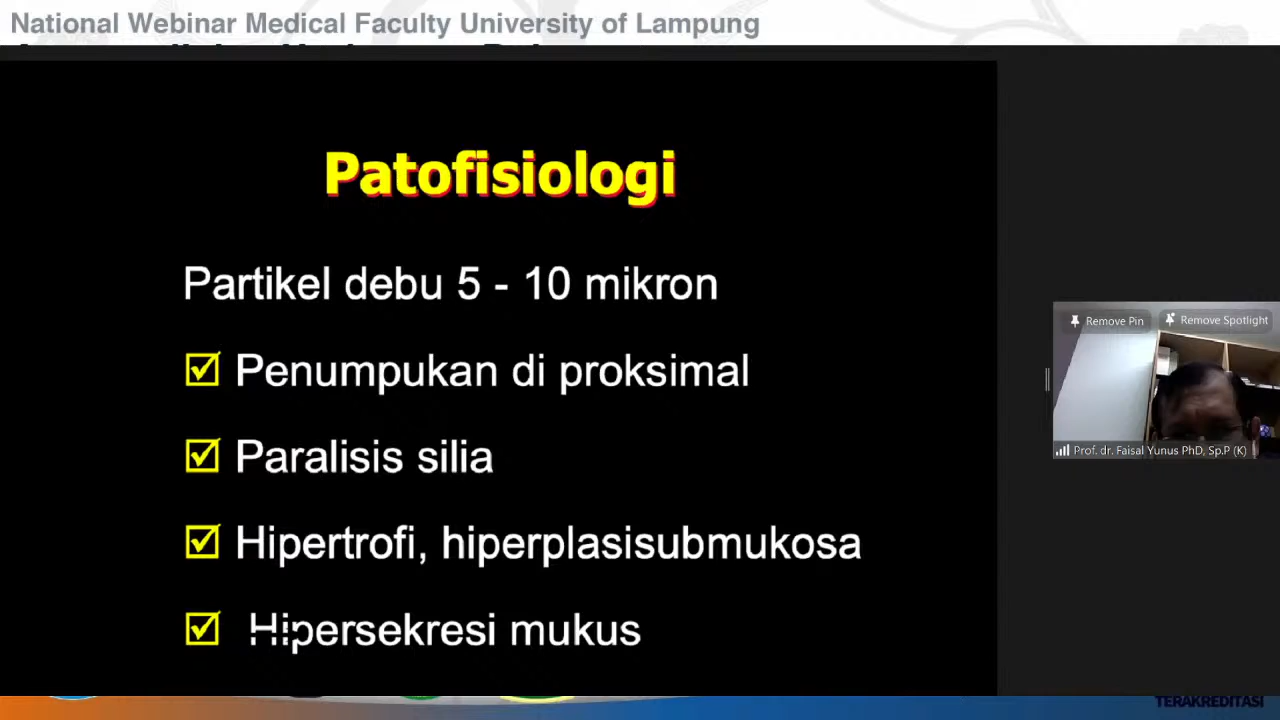 National Webinar Medical Faculty University of Lampung
Patofisiologi
Partikel debu 5 - 10 mikron
Penumpukan di proksimal
Paralisis silia
Hipertrofi, hiperplasisubmukosa
Hipersekresi mukus
Remove Pin
Remove Spotlight
Prof. dr. Faisal Yunus PhD, Sp.P (K)
TERAKREDITASI